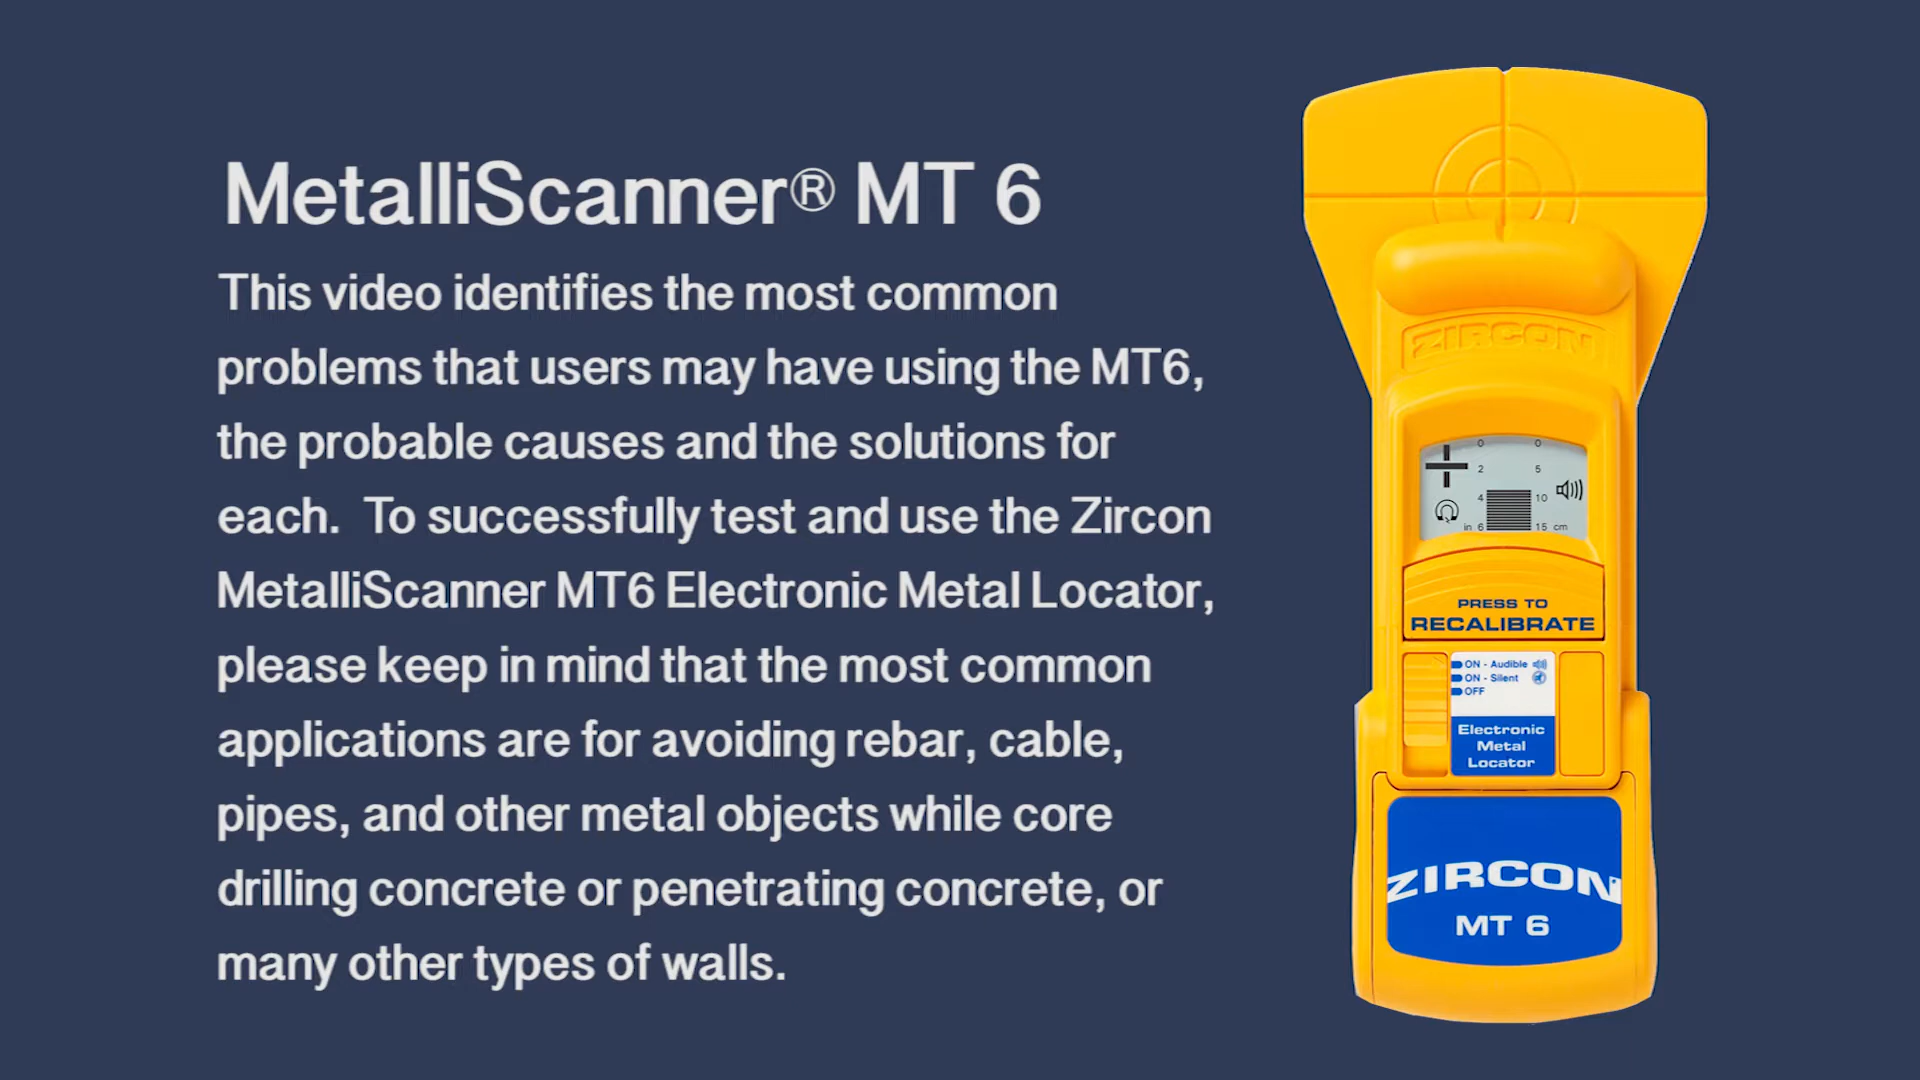 MetalliScanner® MT 6
This video identifies the most common
problems that users may have using the MT6,
the probable causes and the solutions for
each.  To successfully test and use the Zircon
MetalliScanner MT6 Electronic Metal Locator,
please keep in mind that the most common
applications are for avoiding rebar, cable,
pipes, and other metal objects while core
drilling concrete or penetrating concrete, or
many other types of walls.
ZIRCON
0 0
2 5
4 10
in 6 15 cm
PRESS TO
RECALIBRATE
ON - Audible
ON - Silent
OFF
Electronic
Metal
Locator
ZIRCON
MT 6